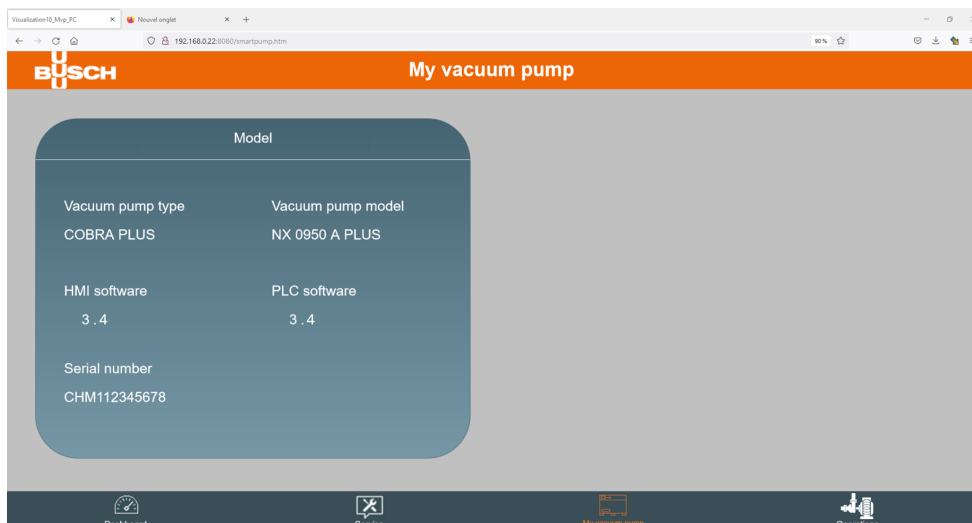 Visualization10_Mvp_PC
Nouvel onglet
192.168.0.22:8080/smartpump.htm
90 %
BUSCH
My vacuum pump
Model
Vacuum pump type
Vacuum pump model
COBRA PLUS
NX 0950 A PLUS
HMI software
PLC software
3 . 4
3 . 4
Serial number
CHM112345678